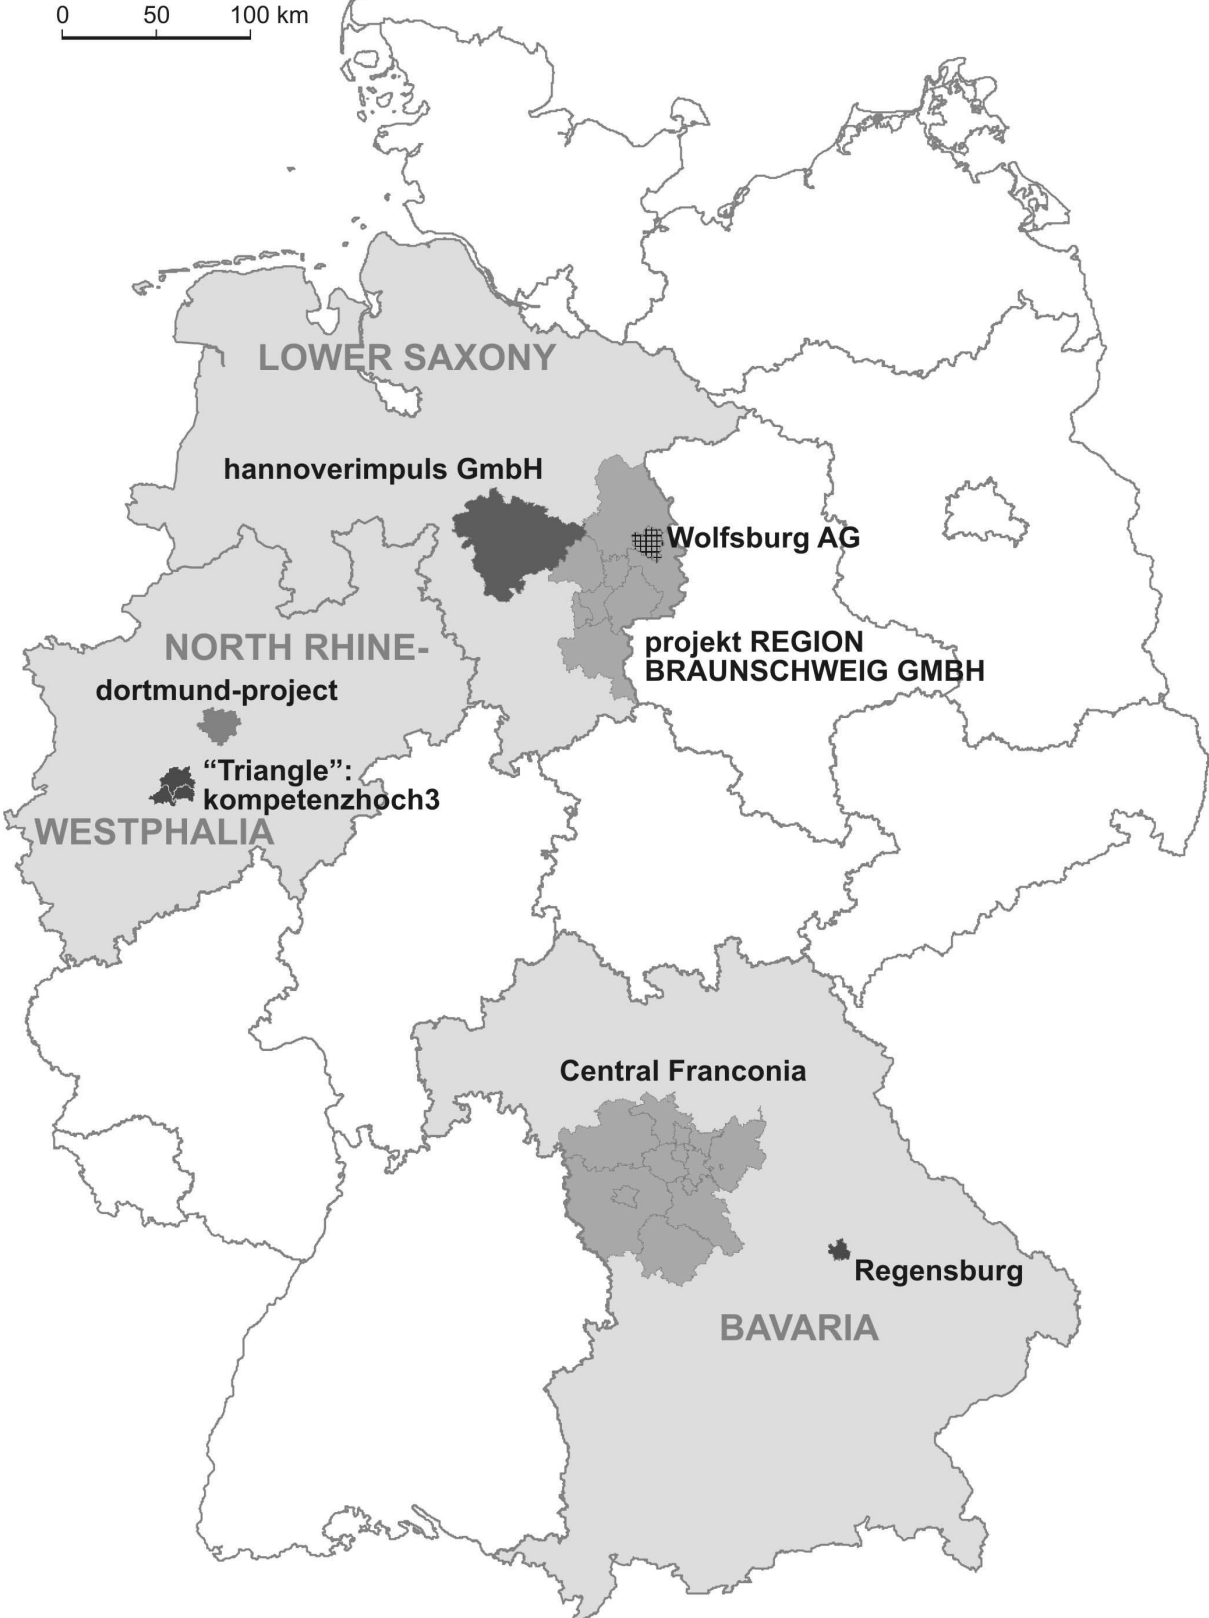 0 50 100 km
LOWER SAXONY
hannoverimpuls GmbH
Wolfsburg AG
projekt REGION
BRAUNSCHWEIG GMBH
NORTH RHINE-
dortmund-project
“Triangle”:
kompetenzhoch3
WESTPHALIA
Central Franconia
Regensburg
BAVARIA